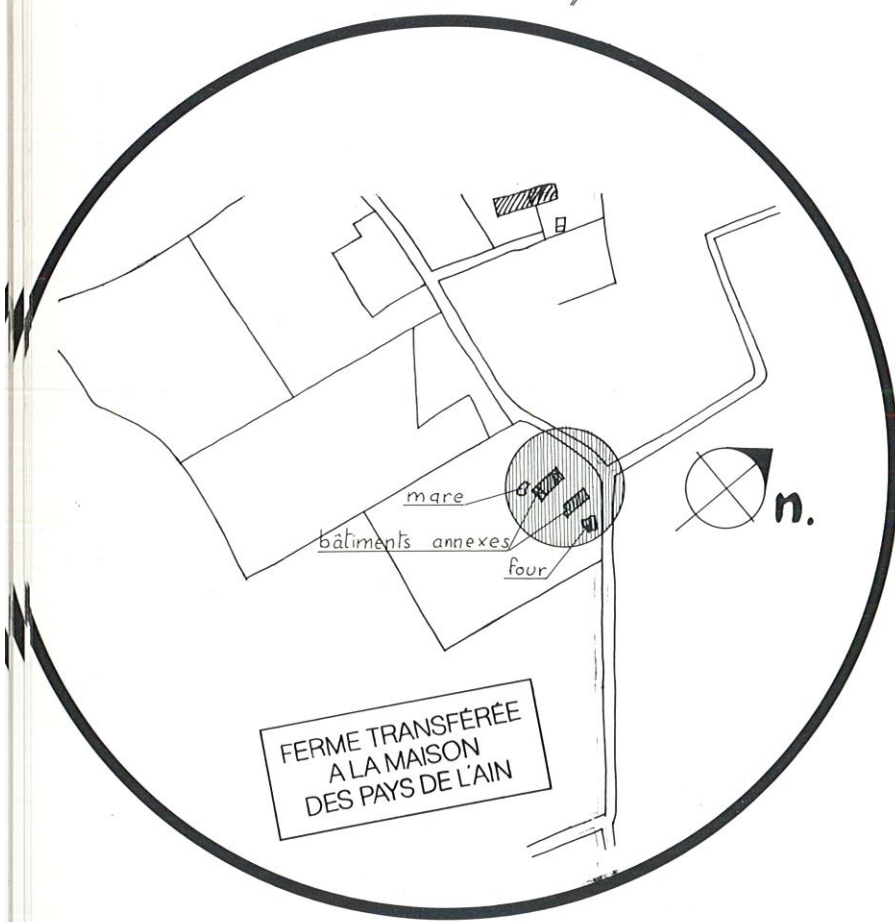 mare
bâtiments annexes
four
n.
FERME TRANSFÉRÉE
A LA MAISON
DES PAYS DE L'AIN